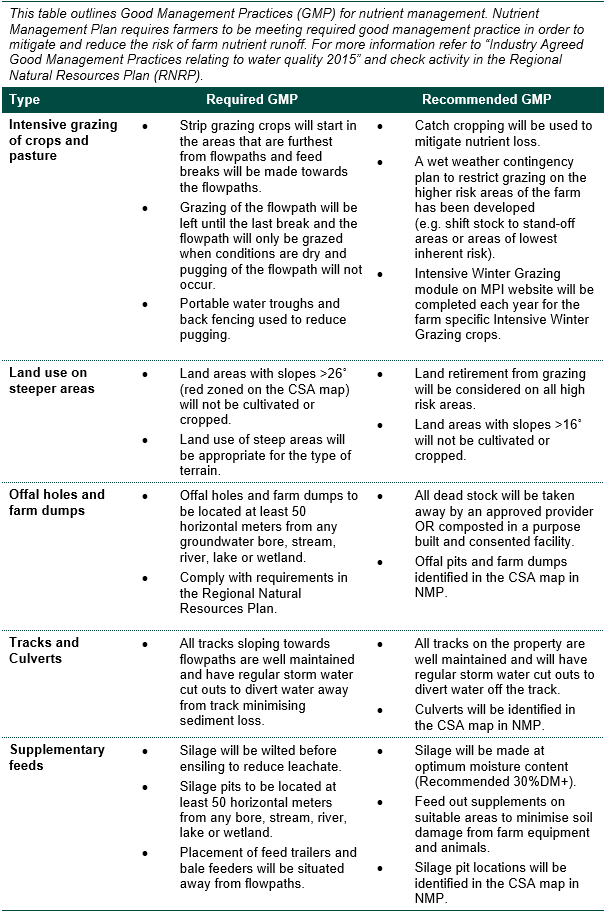 This table outlines Good Management Practices (GMP) for nutrient management. Nutrient
Management Plan requires farmers to be meeting required good management practice in order to
mitigate and reduce the risk of farm nutrient runoff. For more information refer to “Industry Agreed
Good Management Practices relating to water quality 2015” and check activity in the Regional
Natural Resources Plan (RNRP).
Type
Required GMP
Recommended GMP
Intensive grazing
of crops and
pasture
• Strip grazing crops will start in
the areas that are furthest
from flowpaths and feed
breaks will be made towards
the flowpaths.
• Grazing of the flowpath will be
left until the last break and the
flowpath will only be grazed
when conditions are dry and
pugging of the flowpath will not
occur.
• Portable water troughs and
back fencing used to reduce
pugging.
• Catch cropping will be used to
mitigate nutrient loss.
• A wet weather contingency
plan to restrict grazing on the
higher risk areas of the farm
has been developed
(e.g. shift stock to stand-off
areas or areas of lowest
inherent risk).
• Intensive Winter Grazing
module on MPI website will be
completed each year for the
farm specific Intensive Winter
Grazing crops.
Land use on
steeper areas
• Land areas with slopes >26˚
(red zoned on the CSA map)
will not be cultivated or
cropped.
• Land use of steep areas will
be appropriate for the type of
terrain.
• Land retirement from grazing
will be considered on all high
risk areas.
• Land areas with slopes >16˚
will not be cultivated or
cropped.
Offal holes and
farm dumps
• Offal holes and farm dumps to
be located at least 50
horizontal meters from any
groundwater bore, stream,
river, lake or wetland.
• Comply with requirements in
the Regional Natural
Resources Plan.
• All dead stock will be taken
away by an approved provider
OR composted in a purpose
built and consented facility.
• Offal pits and farm dumps
identified in the CSA map in
NMP.
Tracks and
Culverts
• All tracks sloping towards
flowpaths are well maintained
and have regular storm water
cut outs to divert water away
from track minimising
sediment loss.
• All tracks on the property are
well maintained and will have
regular storm water cut outs to
divert water off the track.
• Culverts will be identified in
the CSA map in NMP.
Supplementary
feeds
• Silage will be wilted before
ensiling to reduce leachate.
• Silage pits to be located at
least 50 horizontal meters
from any bore, stream, river,
lake or wetland.
• Placement of feed trailers and
bale feeders will be situated
away from flowpaths.
• Silage will be made at
optimum moisture content
(Recommended 30%DM+).
• Feed out supplements on
suitable areas to minimise soil
damage from farm equipment
and animals.
• Silage pit locations will be
identified in the CSA map in
NMP.